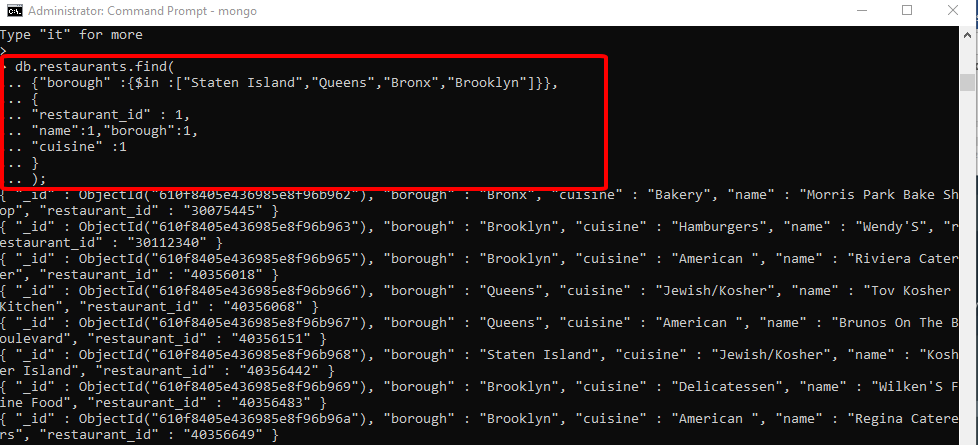 Administrator: Command Prompt - mongo
Type "it" for more
>
> db.restaurants.find(
.. {"borough" :{$in :["Staten Island","Queens","Bronx","Brooklyn"]}},
.. {
.. "restaurant_id" : 1,
.. "name":1,"borough":1,
.. "cuisine" :1
.. }
.. );
{ "_id" : ObjectId("610f8405e436985e8f96b962"), "borough" : "Bronx", "cuisine" : "Bakery", "name" : "Morris Park Bake Sh
op", "restaurant_id" : "30075445" }
{ "_id" : ObjectId("610f8405e436985e8f96b963"), "borough" : "Brooklyn", "cuisine" : "Hamburgers", "name" : "Wendy'S", "r
estaurant_id" : "30112340" }
{ "_id" : ObjectId("610f8405e436985e8f96b965"), "borough" : "Brooklyn", "cuisine" : "American ", "name" : "Riviera Cater
er", "restaurant_id" : "40356018" }
{ "_id" : ObjectId("610f8405e436985e8f96b966"), "borough" : "Queens", "cuisine" : "Jewish/Kosher", "name" : "Tov Kosher
Kitchen", "restaurant_id" : "40356068" }
{ "_id" : ObjectId("610f8405e436985e8f96b967"), "borough" : "Queens", "cuisine" : "American ", "name" : "Brunos On The B
oulevard", "restaurant_id" : "40356151" }
{ "_id" : ObjectId("610f8405e436985e8f96b968"), "borough" : "Staten Island", "cuisine" : "Jewish/Kosher", "name" : "Kosh
er Island", "restaurant_id" : "40356442" }
{ "_id" : ObjectId("610f8405e436985e8f96b969"), "borough" : "Brooklyn", "cuisine" : "Delicatessen", "name" : "Wilken'S F
ine Food", "restaurant_id" : "40356483" }
{ "_id" : ObjectId("610f8405e436985e8f96b96a"), "borough" : "Brooklyn", "cuisine" : "American ", "name" : "Regina Catere
rs", "restaurant_id" : "40356649" }